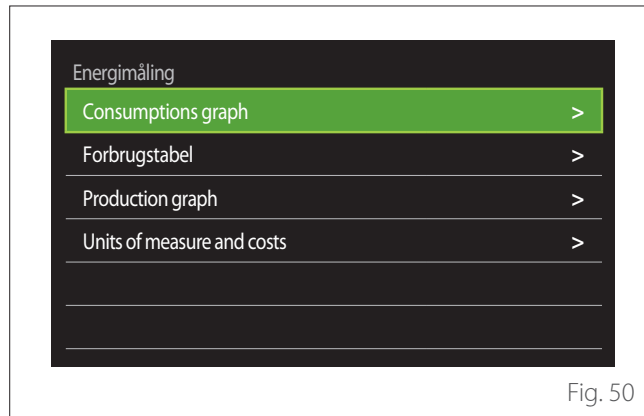 Energimåling
Consumptions graph >
Forbrugstabel >
Production graph >
Units of measure and costs >
Fig. 50